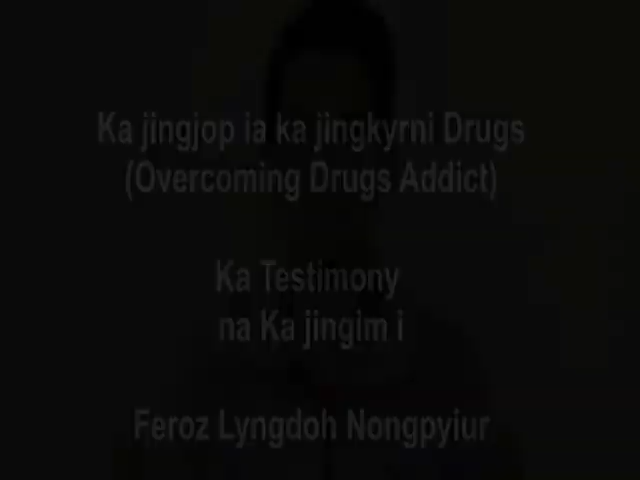 Ka jingjop ia ka jingkyrni Drugs
(Overcoming Drugs Addict)
Ka Testimony
na Ka jingim i
Feroz Lyngdoh Nongpyiur